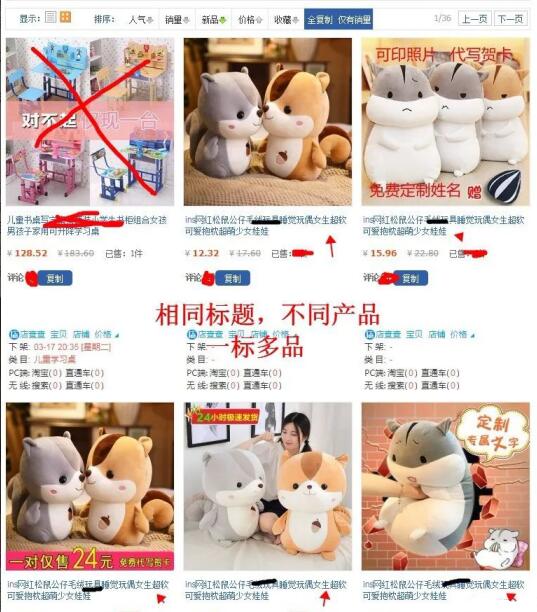 显示：
排序：
人气 销量 新品 价格 收藏 全复制 仅有销量
1/36 上一页 下一页
对不起 仅现一台
可印照片 代写贺卡
免费定制姓名 赠
儿童书桌写 小学生书柜组合女孩
男孩子家用可升降学习桌
ins网红松鼠公仔毛绒玩具睡觉玩偶女生超软
可爱抱枕超萌少女娃娃
ins网红松鼠公仔毛绒玩具睡觉玩偶女生超软
可爱抱枕超萌少女娃娃
¥ 128.52 ¥183.60 已售：1件
¥ 12.32 ¥ 17.60 已售：
¥ 15.96 ¥ 22.80 已售：
评论 复制
评论 复制
评论 复制
相同标题，不同产品
一标多品
店查查 宝贝 店铺 价格
下 架: 03-17 20:35 [星期二]
类 目: 儿童学习桌
PC端: 淘宝(0) 直通车(0)
无 线: 搜索(0) 直通车(0)
店查查 宝贝 店铺 价格
下 架: -
类 目: -
PC端: 淘宝(0) 直通车(0)
无 线: 搜索(0) 直通车(0)
店查查 宝贝 店铺 价格
下 架: -
类 目: -
PC端: 淘宝(0) 直通车(0)
无 线: 搜索(0) 直通车(0)
一对仅售24元 免费代写贺卡
24小时极速发货
定制
专属文字
ins网红松鼠公仔毛绒玩具睡觉玩偶女生超软
可爱抱枕超萌少女娃娃
ins网红松鼠公仔毛绒玩具睡觉玩偶女生超软
可爱抱枕超萌少女娃娃
ins网红松鼠公仔毛绒玩具睡觉玩偶女生超软
可爱抱枕超萌少女娃娃